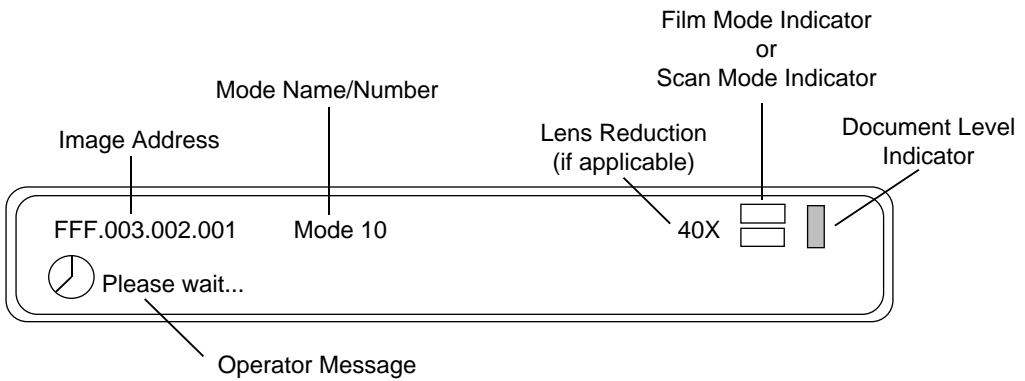 Film Mode Indicator
or
Scan Mode Indicator
Mode Name/Number
Image Address
Lens Reduction
(if applicable)
Document Level
Indicator
FFF.003.002.001
Mode 10
40X
Please wait...
Operator Message